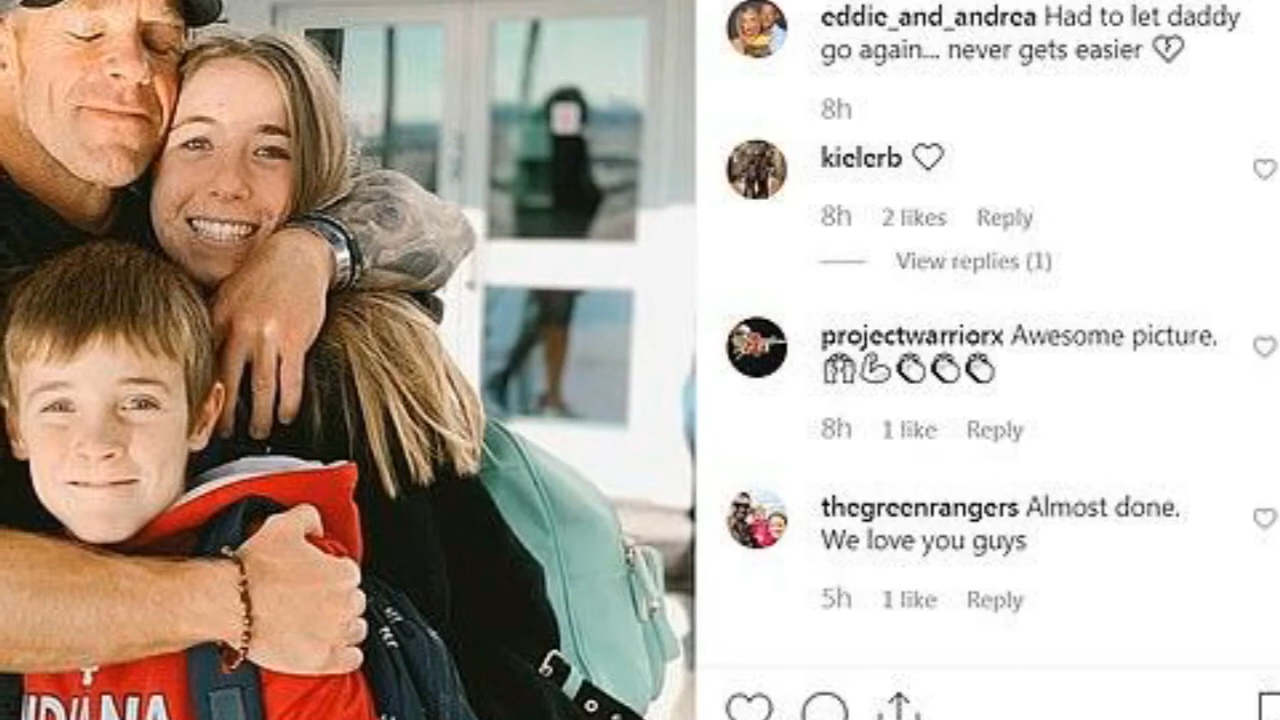 eddie_and_andrea Had to let daddy
go again... never gets easier 💔
8h
kielerb ♡
8h 2 likes Reply
View replies (1)
projectwarriorx Awesome picture.
🙌💪👏👏👏
8h 1 like Reply
thegreenrangers Almost done.
We love you guys
5h 1 like Reply